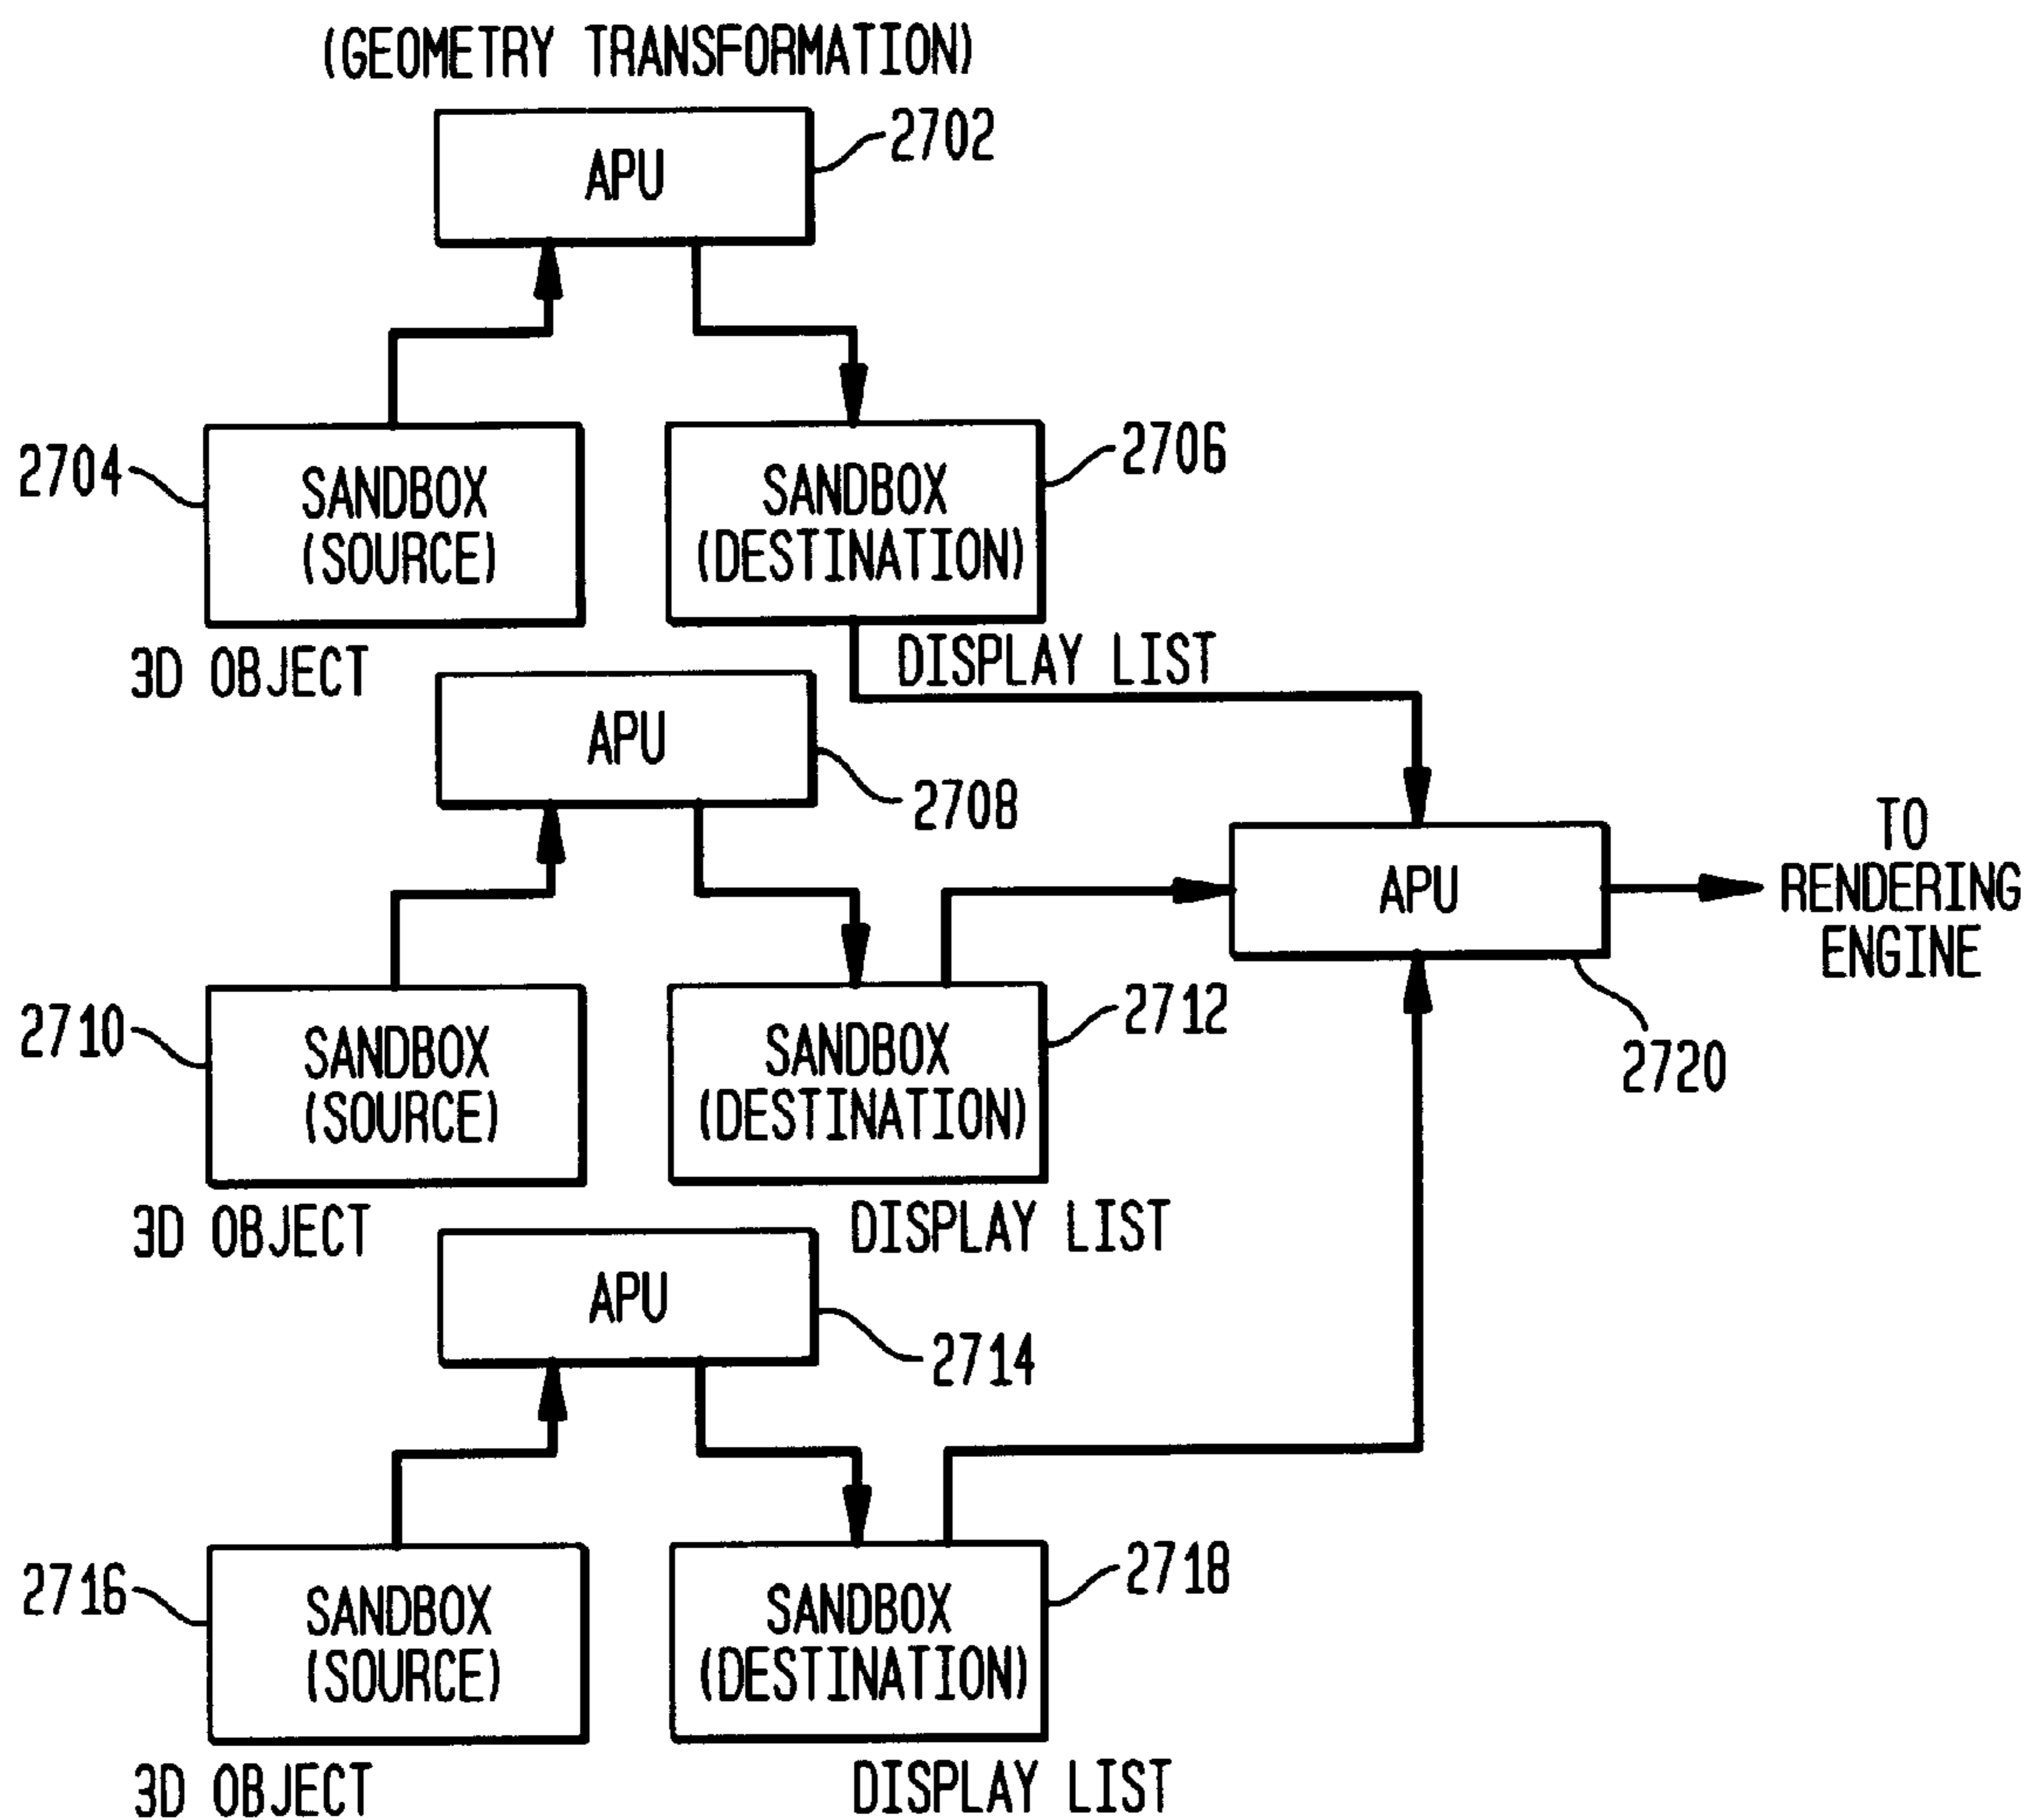 (GEOMETRY TRANSFORMATION)
APU
2702
2704
SANDBOX
(SOURCE)
SANDBOX
(DESTINATION)
2706
3D OBJECT
DISPLAY LIST
APU
2708
TO
RENDERING
ENGINE
APU
2720
2710
SANDBOX
(SOURCE)
SANDBOX
(DESTINATION)
2712
3D OBJECT
DISPLAY LIST
APU
2714
2716
SANDBOX
(SOURCE)
SANDBOX
(DESTINATION)
2718
3D OBJECT
DISPLAY LIST